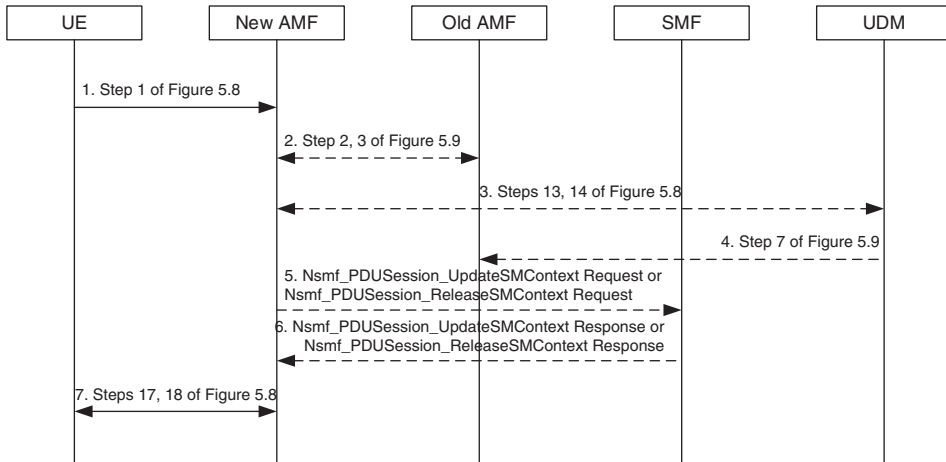 UE
New AMF
Old AMF
SMF
UDM
1. Step 1 of Figure 5.8
2. Step 2, 3 of Figure 5.9
3. Steps 13, 14 of Figure 5.8
4. Step 7 of Figure 5.9
5. Nsmf_PDUSession_UpdateSMContext Request or
Nsmf_PDUSession_ReleaseSMContext Request
6. Nsmf_PDUSession_UpdateSMContext Response or
Nsmf_PDUSession_ReleaseSMContext Response
7. Steps 17, 18 of Figure 5.8